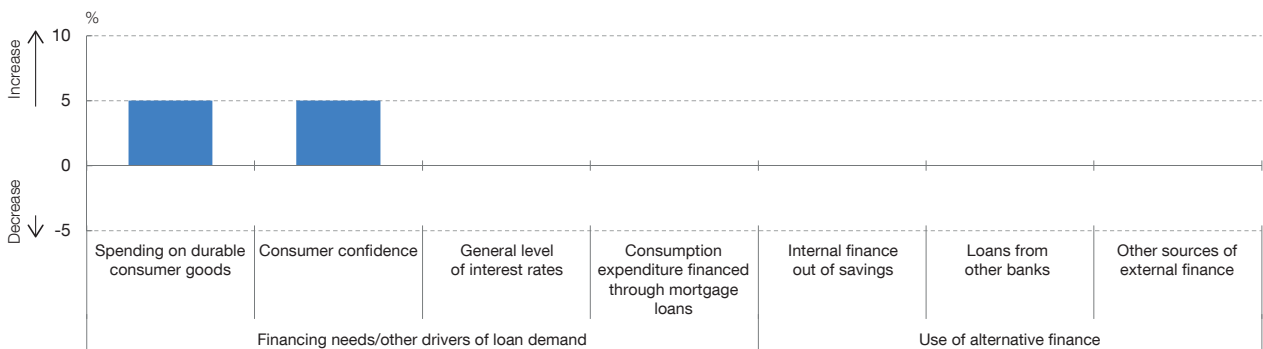 %
Increase
10
5
0
Decrease
-5
Spending on durable
consumer goods
Consumer confidence
General level
of interest rates
Consumption
expenditure financed
through mortgage
loans
Internal finance
out of savings
Loans from
other banks
Other sources of
external finance
Financing needs/other drivers of loan demand
Use of alternative finance